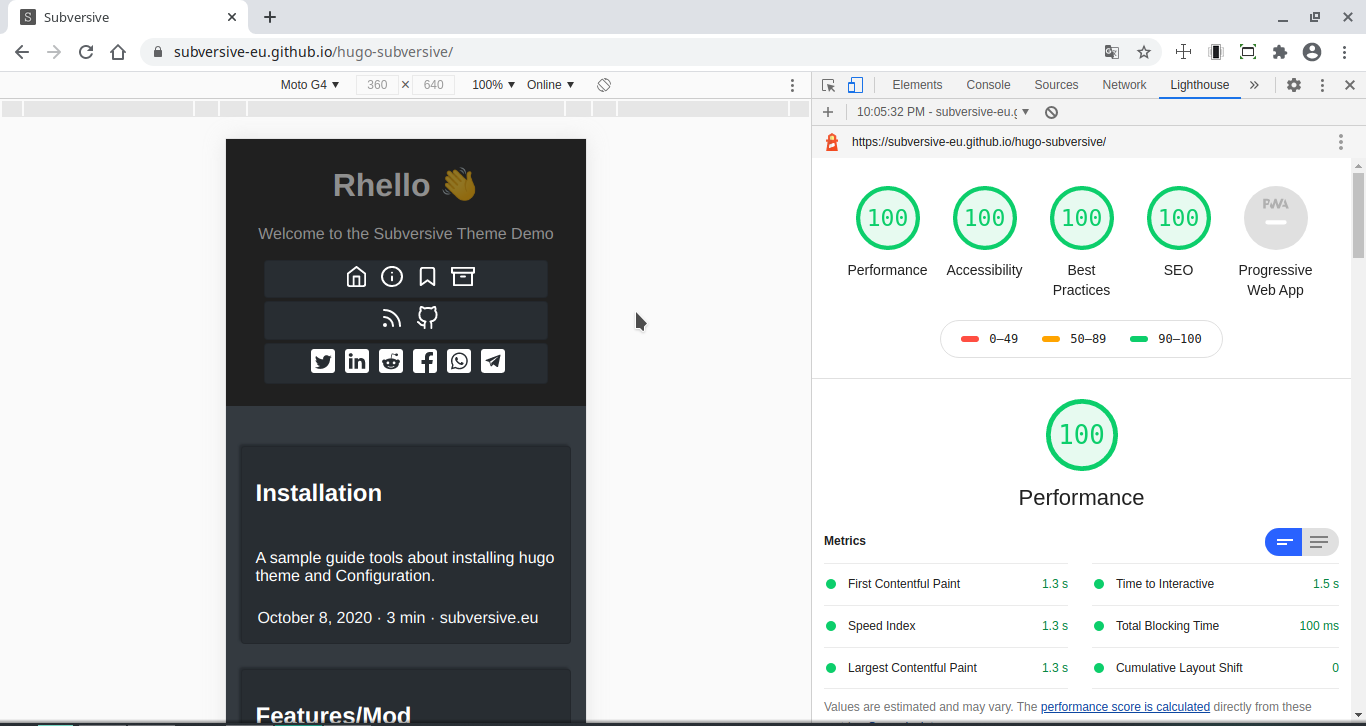 S Subversive
subversive-eu.github.io/hugo-subversive/
Moto G4 360 × 640 100% Online
Elements Console Sources Network Lighthouse »
10:05:32 PM - subversive-eu.g
https://subversive-eu.github.io/hugo-subversive/
Rhello 👋
Welcome to the Subversive Theme Demo
Installation
A sample guide tools about installing hugo
theme and Configuration.
October 8, 2020 · 3 min · subversive.eu
Features/Mod
100 100 100 100 PWA
Performance Accessibility Best Practices SEO Progressive Web App
0–49 50–89 90–100
100
Performance
Metrics
First Contentful Paint 1.3 s
Time to Interactive 1.5 s
Speed Index 1.3 s
Total Blocking Time 100 ms
Largest Contentful Paint 1.3 s
Cumulative Layout Shift 0
Values are estimated and may vary. The performance score is calculated directly from these